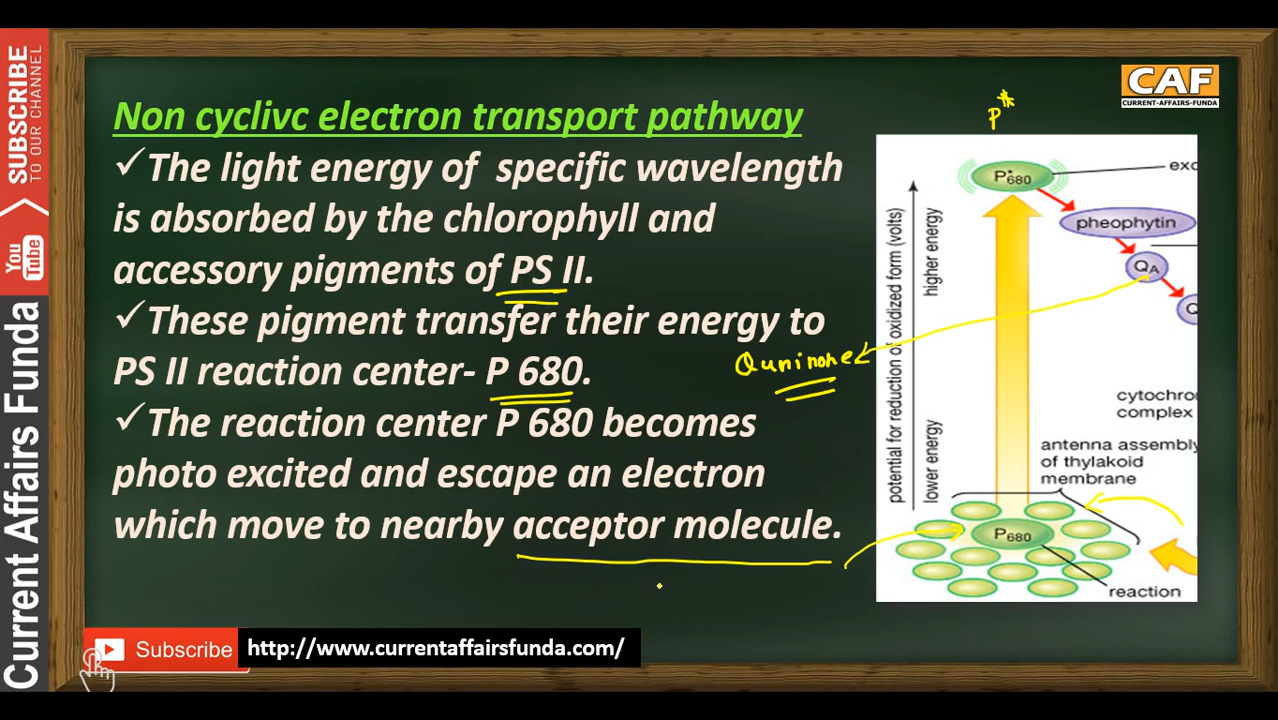 SUBSCRIBE
TO OUR CHANNEL
You
Tube
Current Affairs Funda
CAF
CURRENT-AFFAIRS-FUNDA
Non cyclivc electron transport pathway
✓The light energy of specific wavelength
is absorbed by the chlorophyll and
accessory pigments of PS II.
✓These pigment transfer their energy to
PS II reaction center- P 680.
✓The reaction center P 680 becomes
photo excited and escape an electron
which move to nearby acceptor molecule.
P*
P*680
exc
pheophytin
QA
Q
Quninone
potential for reduction of oxidized form (volts)
lower energy
higher energy
cytochro
complex
antenna assembly
of thylakoid
membrane
P680
reaction
Subscribe
http://www.currentaffairsfunda.com/